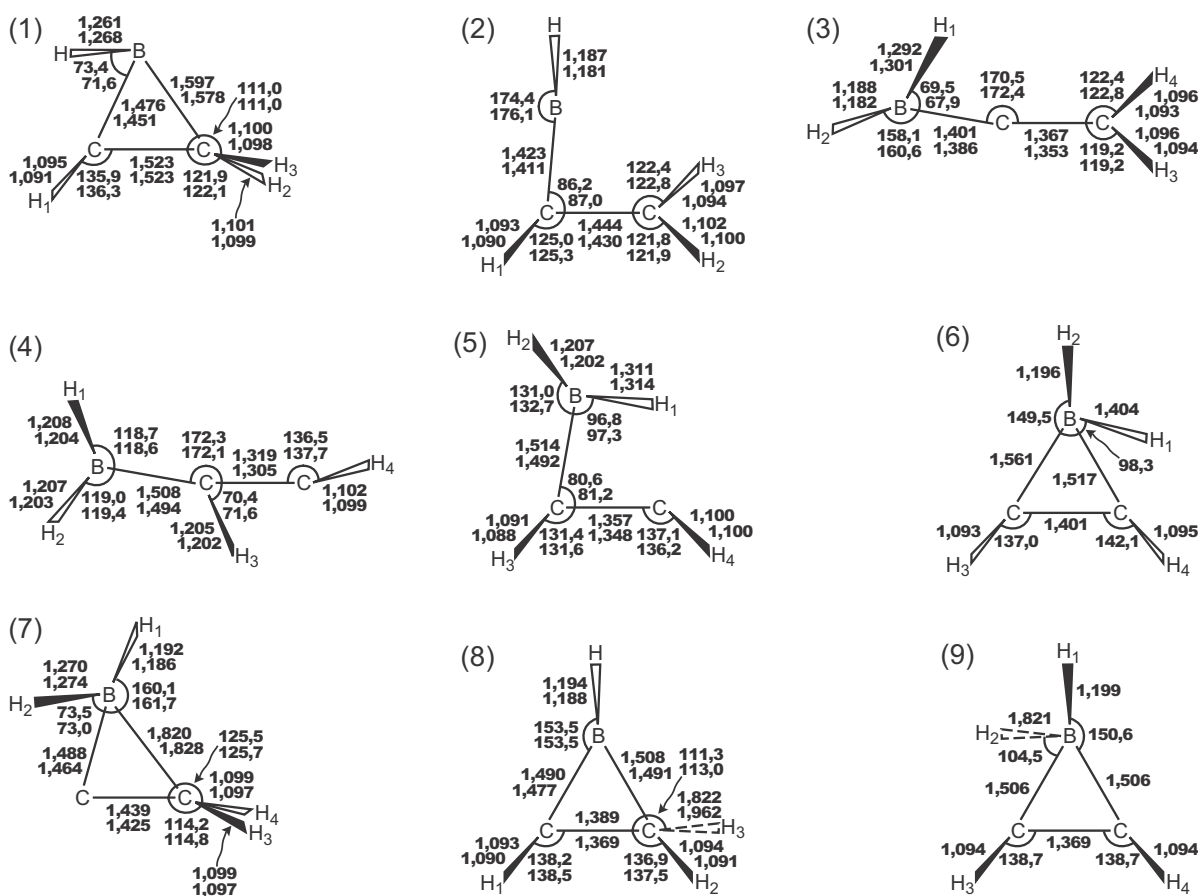 (1)
1,261
1,268
H
B
73,4
71,6
1,597
1,578
111,0
111,0
1,476
1,451
1,100
1,098
C
C
H3
H2
1,095
1,091
135,9
136,3
1,523
1,523
121,9
122,1
H1
1,101
1,099
(2)
H
1,187
1,181
174,4
176,1
B
1,423
1,411
86,2
87,0
122,4
122,8
H3
1,097
1,094
C
C
1,093
1,090
125,0
125,3
1,444
1,430
121,8
121,9
1,102
1,100
H1
H2
(3)
H1
1,292
1,301
170,5
172,4
122,4
122,8
H4
1,096
1,093
1,188
1,182
69,5
67,9
B
C
C
H2
158,1
160,6
1,401
1,386
1,367
1,353
119,2
119,2
1,096
1,094
H3
(4)
H1
1,208
1,204
118,7
118,6
172,3
172,1
1,319
1,305
136,5
137,7
B
C
C
H4
1,207
1,203
119,0
119,4
1,508
1,494
70,4
71,6
1,102
1,099
H2
1,205
1,202
H3
(5)
H2
1,207
1,202
1,311
1,314
131,0
132,7
B
H1
96,8
97,3
1,514
1,492
80,6
81,2
C
C
1,091
1,088
131,4
131,6
1,357
1,348
137,1
136,2
1,100
1,100
H3
H4
(6)
H2
1,196
149,5
B
1,404
H1
98,3
1,561
1,517
C
C
1,093
137,0
1,401
142,1
1,095
H3
H4
(7)
H1
1,192
1,186
1,270
1,274
H2
B
160,1
161,7
73,5
73,0
1,820
1,828
125,5
125,7
1,488
1,464
1,099
1,097
C
C
H4
H3
1,439
1,425
114,2
114,8
1,099
1,097
(8)
H
1,194
1,188
153,5
153,5
B
1,508
1,491
111,3
113,0
1,490
1,477
1,822
1,962
C
1,389
1,369
C
H3
1,093
1,090
138,2
138,5
136,9
137,5
1,094
1,091
H1
H2
(9)
H1
1,199
1,821
H2
B
150,6
104,5
1,506
1,506
C
1,369
C
1,094
138,7
138,7
1,094
H3
H4